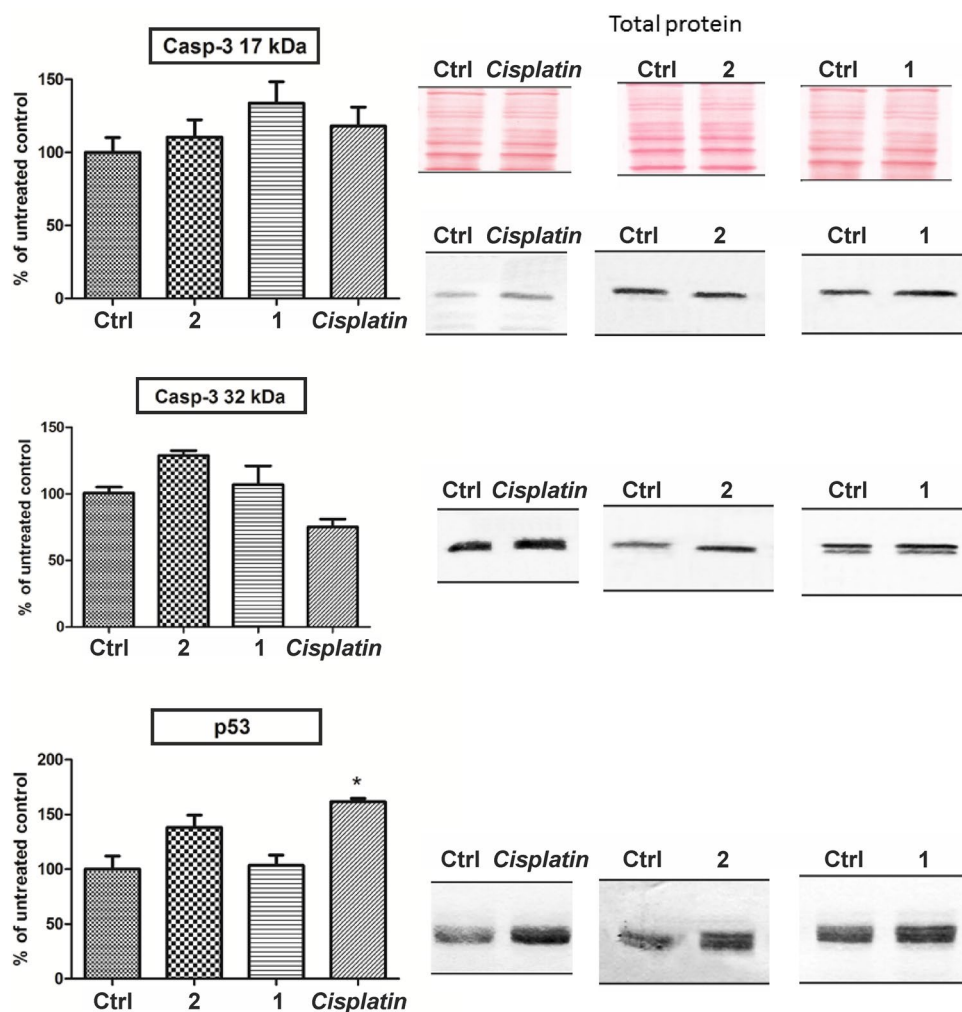 Total protein
Casp-3 17 kDa
% of untreated control
150
100
50
0
Ctrl 2 1 Cisplatin
Ctrl Cisplatin Ctrl 2 Ctrl 1
Ctrl Cisplatin Ctrl 2 Ctrl 1
Casp-3 32 kDa
% of untreated control
150
100
50
0
Ctrl 2 1 Cisplatin
Ctrl Cisplatin Ctrl 2 Ctrl 1
p53
% of untreated control
200
150
100
50
0
*
Ctrl 2 1 Cisplatin
Ctrl Cisplatin Ctrl 2 Ctrl 1